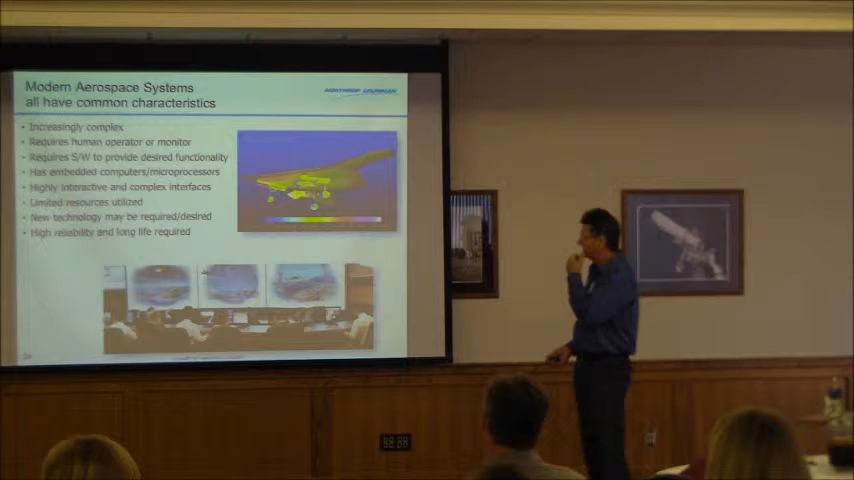 Modern Aerospace Systems
all have common characteristics
NORTHROP GRUMMAN
• Increasingly complex
• Requires human operator or monitor
• Requires S/W to provide desired functionality
• Has embedded computers/microprocessors
• Highly interactive and complex interfaces
• Limited resources utilized
• New technology may be required/desired
• High reliability and long life required